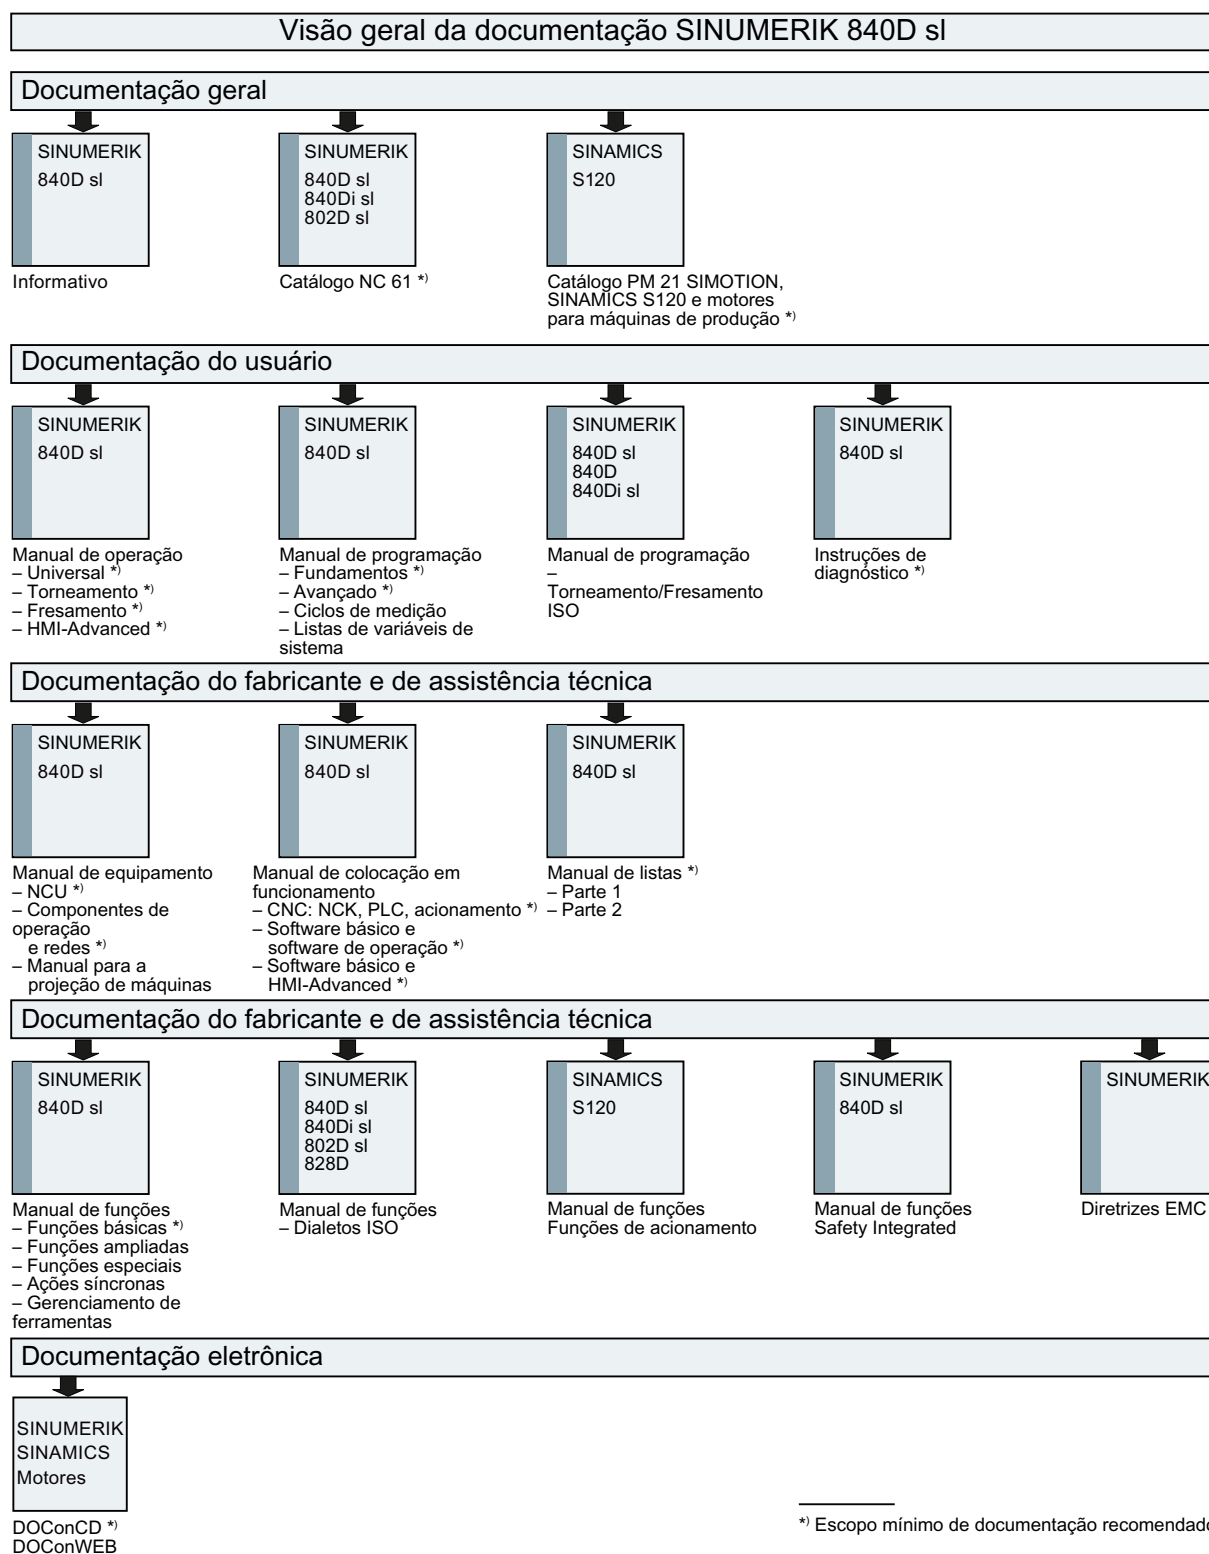 Visão geral da documentação SINUMERIK 840D sl
Documentação geral
SINUMERIK
840D sl
Informativo
SINUMERIK
840D sl
840Di sl
802D sl
Catálogo NC 61 *)
SINAMICS
S120
Catálogo PM 21 SIMOTION,
SINAMICS S120 e motores
para máquinas de produção *)
Documentação do usuário
SINUMERIK
840D sl
Manual de operação
– Universal *)
– Torneamento *)
– Fresamento *)
– HMI-Advanced *)
SINUMERIK
840D sl
Manual de programação
– Fundamentos *)
– Avançado *)
– Ciclos de medição
– Listas de variáveis de
sistema
SINUMERIK
840D sl
840D
840Di sl
Manual de programação
–
Torneamento/Fresamento
ISO
SINUMERIK
840D sl
Instruções de
diagnóstico *)
Documentação do fabricante e de assistência técnica
SINUMERIK
840D sl
Manual de equipamento
– NCU *)
– Componentes de
operação
e redes *)
– Manual para a
projeção de máquinas
SINUMERIK
840D sl
Manual de colocação em
funcionamento
– CNC: NCK, PLC, acionamento *)
– Software básico e
software de operação *)
– Software básico e
HMI-Advanced *)
SINUMERIK
840D sl
Manual de listas *)
– Parte 1
– Parte 2
Documentação do fabricante e de assistência técnica
SINUMERIK
840D sl
Manual de funções
– Funções básicas *)
– Funções ampliadas
– Funções especiais
– Ações síncronas
– Gerenciamento de
ferramentas
SINUMERIK
840D sl
840Di sl
802D sl
828D
Manual de funções
– Dialetos ISO
SINAMICS
S120
Manual de funções
Funções de acionamento
SINUMERIK
840D sl
Manual de funções
Safety Integrated
SINUMERIK
Diretrizes EMC
Documentação eletrônica
SINUMERIK
SINAMICS
Motores
DOConCD *)
DOConWEB
*) Escopo mínimo de documentação recomendado